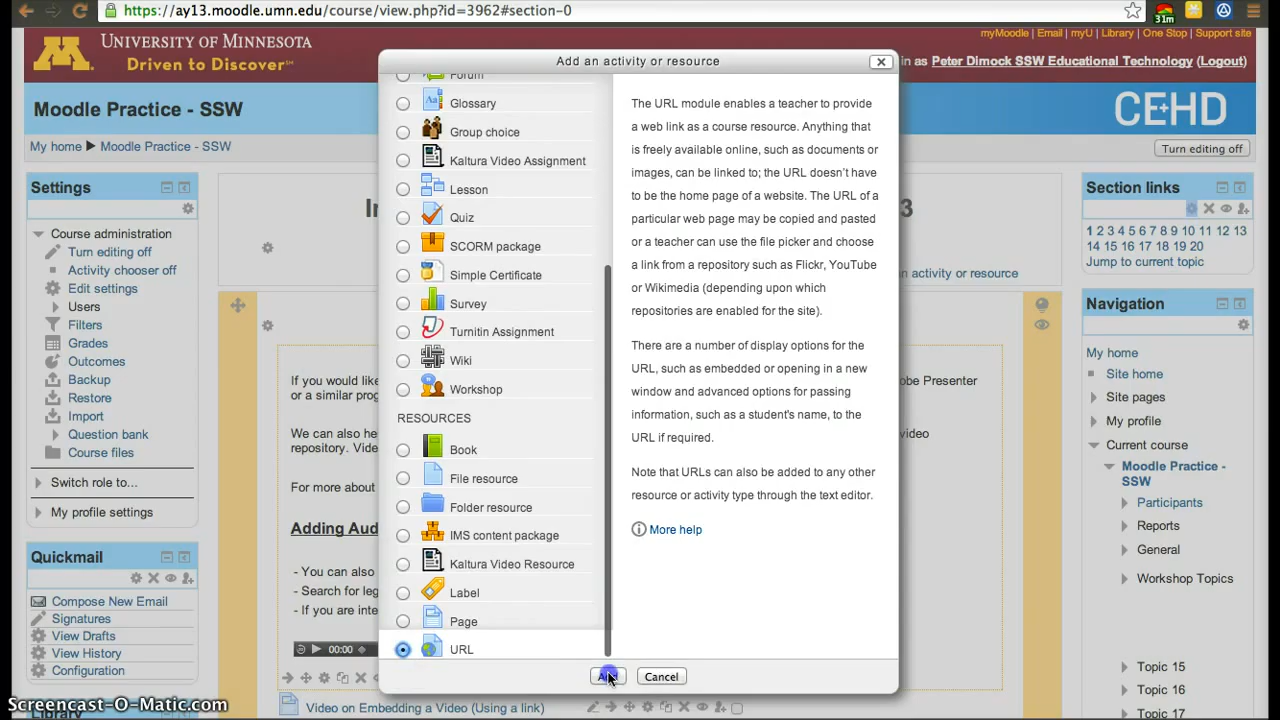 https://ay13.moodle.umn.edu/course/view.php?id=3962#section-0
31m
UNIVERSITY OF MINNESOTA
Driven to Discover℠
myMoodle | Email | myU | Library | One Stop | Support site
in as Peter Dimock SSW Educational Technology (Logout)
Moodle Practice - SSW
CEHD
My home ▶ Moodle Practice - SSW
Turn editing off
Settings
Course administration
Turn editing off
Activity chooser off
Edit settings
Users
Filters
Grades
Outcomes
Backup
Restore
Import
Question bank
Course files
Switch role to...
My profile settings
Quickmail
Compose New Email
Signatures
View Drafts
View History
Configuration
Library
In
3
an activity or resource
If you would like
or a similar prog
We can also he
repository. Vide
For more about
Adding Aud
- You can also
- Search for leg
- If you are inte
00:00
Video on Embedding a Video (Using a link)
obe Presenter
video
Add an activity or resource
Forum
Glossary
Group choice
Kaltura Video Assignment
Lesson
Quiz
SCORM package
Simple Certificate
Survey
Turnitin Assignment
Wiki
Workshop
RESOURCES
Book
File resource
Folder resource
IMS content package
Kaltura Video Resource
Label
Page
URL
The URL module enables a teacher to provide
a web link as a course resource. Anything that
is freely available online, such as documents or
images, can be linked to; the URL doesn't have
to be the home page of a website. The URL of a
particular web page may be copied and pasted
or a teacher can use the file picker and choose
a link from a repository such as Flickr, YouTube
or Wikimedia (depending upon which
repositories are enabled for the site).
There are a number of display options for the
URL, such as embedded or opening in a new
window and advanced options for passing
information, such as a student's name, to the
URL if required.
Note that URLs can also be added to any other
resource or activity type through the text editor.
More help
Cancel
Section links
1 2 3 4 5 6 7 8 9 10 11 12 13
14 15 16 17 18 19 20
Jump to current topic
Navigation
My home
Site home
Site pages
My profile
Current course
Moodle Practice -
SSW
Participants
Reports
General
Workshop Topics
Topic 15
Topic 16
Topic 17
Screencast-O-Matic.com